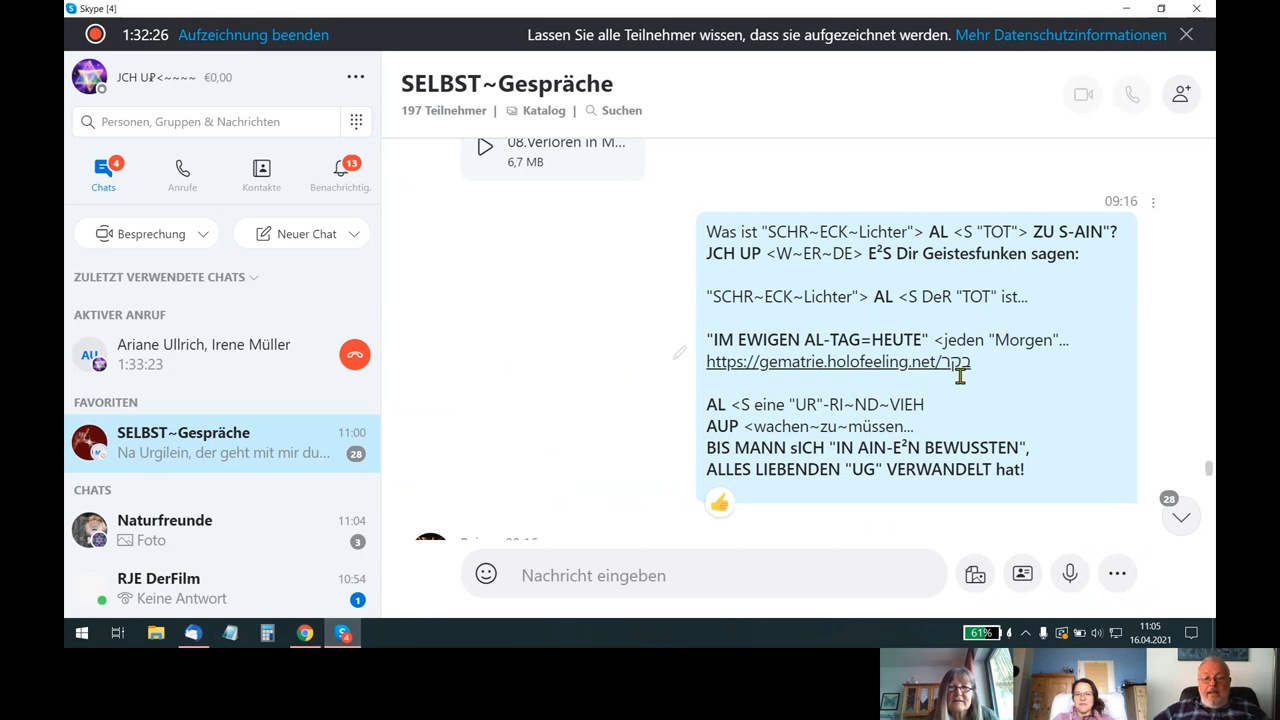 Skype [4]
1:32:26 Aufzeichnung beenden
Lassen Sie alle Teilnehmer wissen, dass sie aufgezeichnet werden. Mehr Datenschutzinformationen
€0,00
Personen, Gruppen & Nachrichten
4
13
Chats Anrufe Kontakte Benachrichtig.
Besprechung Neuer Chat
ZULETZT VERWENDETE CHATS
AKTIVER ANRUF
AU
Ariane Ullrich, Irene Müller
1:33:23
FAVORITEN
SELBST~Gespräche 11:00
Na Urgilein, der geht mit mir du... 28
CHATS
Naturfreunde 11:04
Foto 3
RJE DerFilm 10:54
Keine Antwort 1
SELBST~Gespräche
197 Teilnehmer | Katalog | Suchen
08.Verloren in M...
6,7 MB
09:16
Was ist "SCHR~ECK~Lichter"> AL <S "TOT"> ZU S-AIN"?
JCH UP <W~ER~DE> E²S Dir Geistesfunken sagen:
"SCHR~ECK~Lichter"> AL <S DeR "TOT" ist...
"IM EWIGEN AL-TAG=HEUTE" <jeden "Morgen"...
https://gematrie.holofeeling.net/בקר
AL <S eine "UR"-RI~ND~VIEH
AUP <wachen~zu~müssen...
BIS MANN sICH "IN AIN-E²N BEWUSSTEN",
ALLES LIEBENDEN "UG" VERWANDELT hat!
28
Nachricht eingeben
61%
4
11:05
16.04.2021